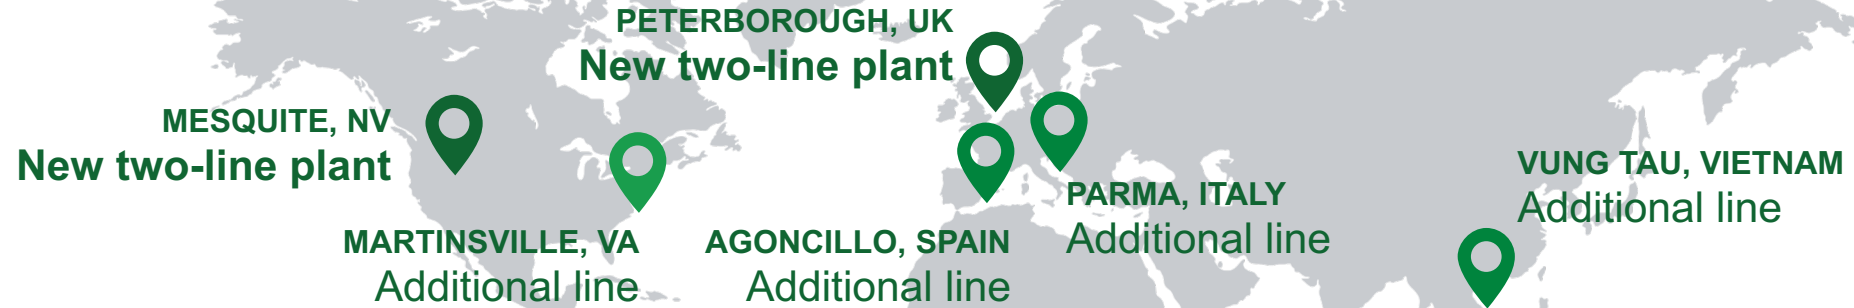 PETERBOROUGH, UK
New two-line plant
MESQUITE, NV
New two-line plant
MARTINSVILLE, VA
Additional line
AGONCILLO, SPAIN
Additional line
PARMA, ITALY
Additional line
VUNG TAU, VIETNAM
Additional line